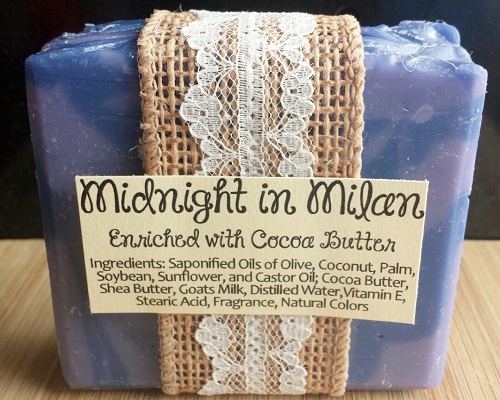 Midnight in Milan
Enriched with Cocoa Butter
Ingredients: Saponified Oils of Olive, Coconut, Palm,
Soybean, Sunflower, and Castor Oil; Cocoa Butter,
Shea Butter, Goats Milk, Distilled Water,Vitamin E,
Stearic Acid, Fragrance, Natural Colors